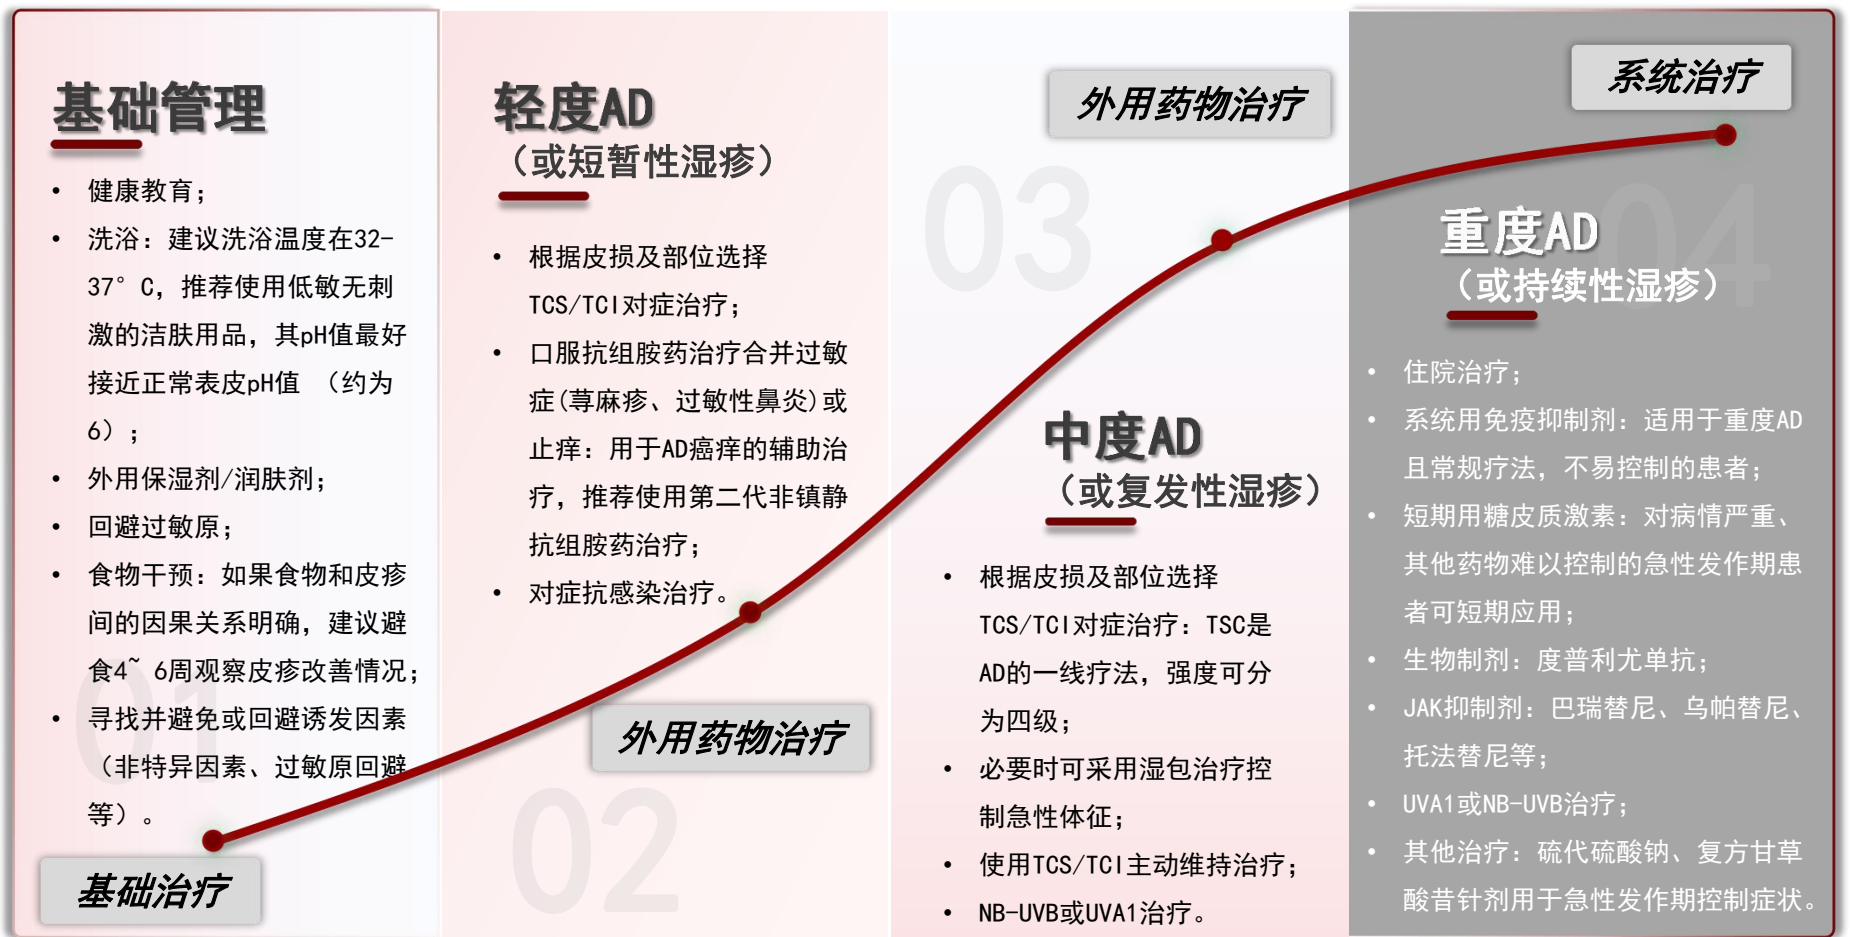 基础管理
• 健康教育；
• 洗浴：建议洗浴温度在32-
37°C，推荐使用低敏无刺
激的洁肤用品，其pH值最好
接近正常表皮pH值 （约为
6）；
• 外用保湿剂/润肤剂；
• 回避过敏原；
• 食物干预：如果食物和皮疹
间的因果关系明确，建议避
食4~ 6周观察皮疹改善情况；
• 寻找并避免或回避诱发因素
（非特异因素、过敏原回避
等）。
01
基础治疗
轻度AD
（或短暂性湿疹）
• 根据皮损及部位选择
TCS/TCI对症治疗；
• 口服抗组胺药治疗合并过敏
症(荨麻疹、过敏性鼻炎)或
止痒：用于AD瘙痒的辅助治
疗，推荐使用第二代非镇静
抗组胺药治疗；
• 对症抗感染治疗。
外用药物治疗
02
外用药物治疗
03
中度AD
（或复发性湿疹）
• 根据皮损及部位选择
TCS/TCI对症治疗：TSC是
AD的一线疗法，强度可分
为四级；
• 必要时可采用湿包治疗控
制急性体征；
• 使用TCS/TCI主动维持治疗；
• NB-UVB或UVA1治疗。
系统治疗
04
重度AD
（或持续性湿疹）
• 住院治疗；
• 系统用免疫抑制剂：适用于重度AD
且常规疗法，不易控制的患者；
• 短期用糖皮质激素：对病情严重、
其他药物难以控制的急性发作期患
者可短期应用；
• 生物制剂：度普利尤单抗；
• JAK抑制剂：巴瑞替尼、乌帕替尼、
托法替尼等；
• UVA1或NB-UVB治疗；
• 其他治疗：硫代硫酸钠、复方甘草
酸昔针剂用于急性发作期控制症状。